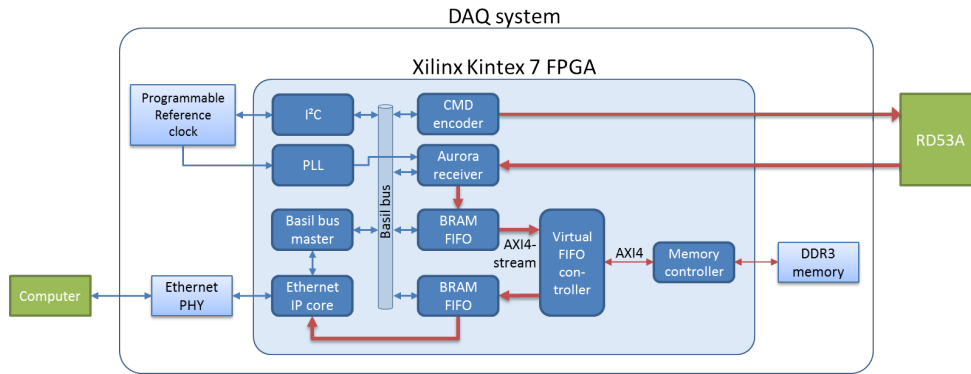 DAQ system
Xilinx Kintex 7 FPGA
Programmable
Reference
clock
I²C
CMD
encoder
RD53A
PLL
Aurora
receiver
Basil bus
Basil bus
master
BRAM
FIFO
AXI4-
stream
Virtual
FIFO
con-
troller
AXI4
Memory
controller
DDR3
memory
Computer
Ethernet
PHY
Ethernet
IP core
BRAM
FIFO